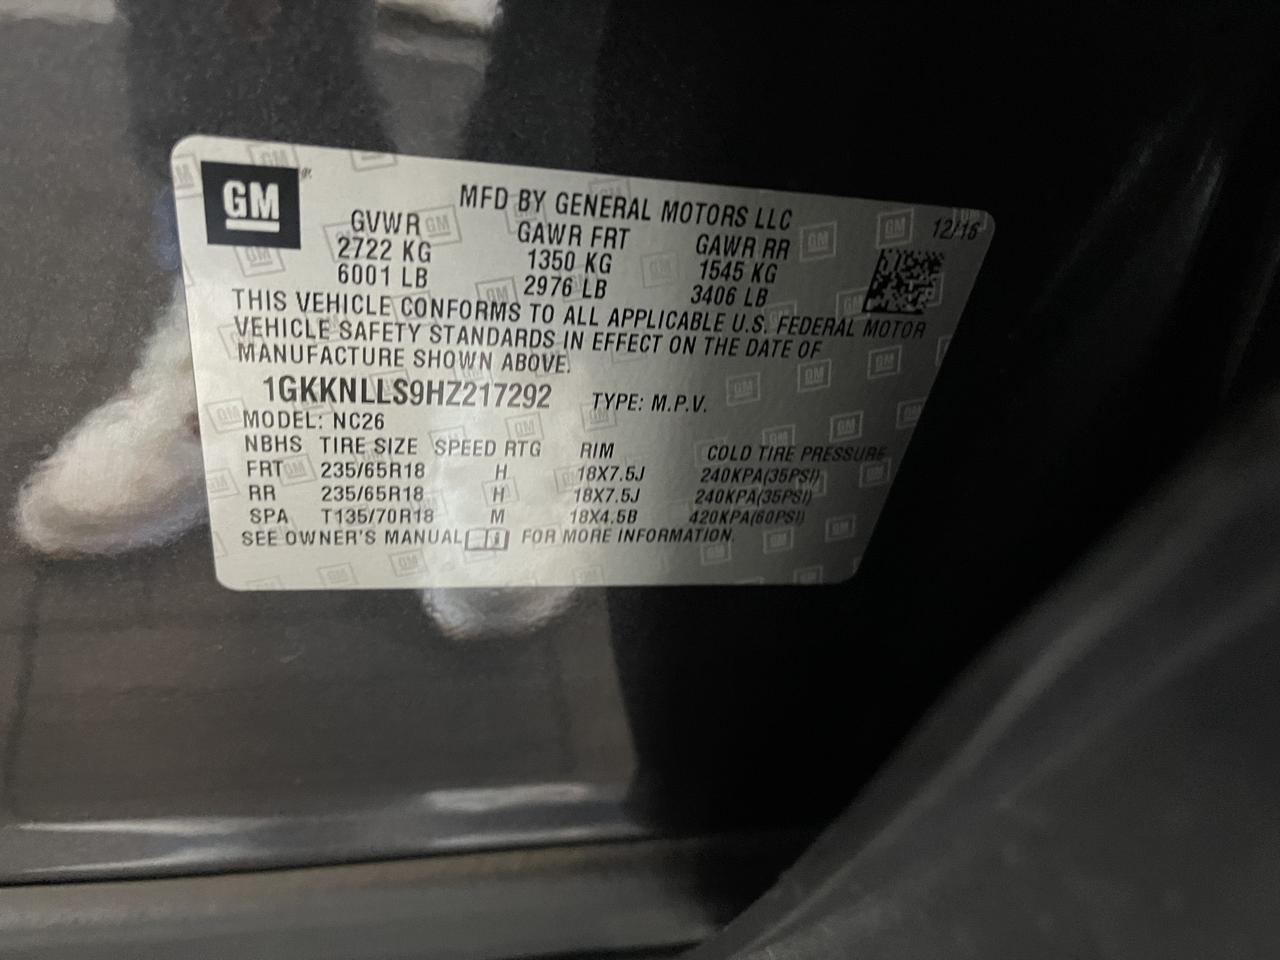 GM
MFD BY GENERAL MOTORS LLC
12/16
GVWR GAWR FRT GAWR RR
2722 KG 1350 KG 1545 KG
6001 LB 2976 LB 3406 LB
THIS VEHICLE CONFORMS TO ALL APPLICABLE U.S. FEDERAL MOTOR
VEHICLE SAFETY STANDARDS IN EFFECT ON THE DATE OF
MANUFACTURE SHOWN ABOVE.
1GKKNLLS9HZ217292 TYPE: M.P.V.
MODEL: NC26
NBHS TIRE SIZE SPEED RTG RIM COLD TIRE PRESSURE
FRT 235/65R18 H 18X7.5J 240KPA(35PSI)
RR 235/65R18 H 18X7.5J 240KPA(35PSI)
SPA T135/70R18 M 18X4.5B 420KPA(60PSI)
SEE OWNER'S MANUAL FOR MORE INFORMATION.